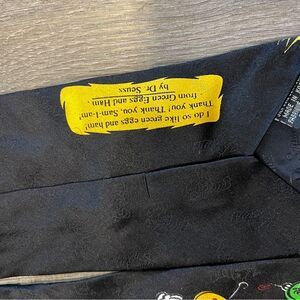 I do so like green eggs and ham!
Thank you! Thank you, Sam-I-am!
from Green Eggs and Ham
by Dr. Seuss